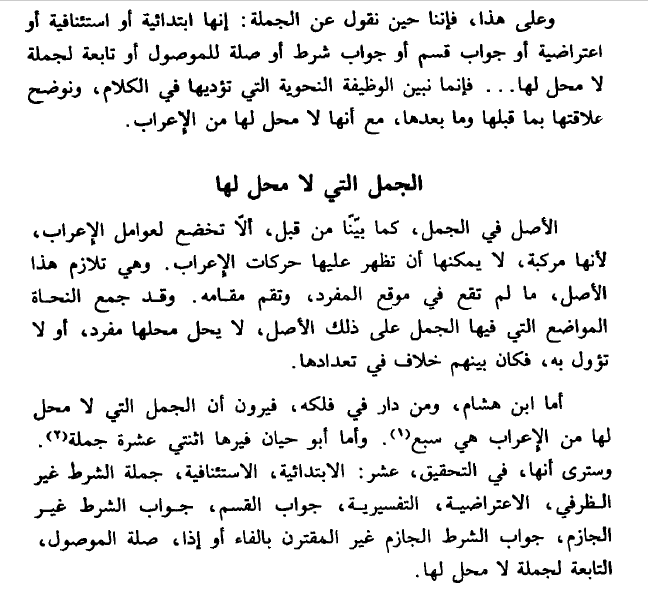 وعلى هذا، فإننا حين نقول عن الجملة: إنها ابتدائية أو استئنافية أو
اعتراضية أو جواب قسم أو جواب شرط أو صلة للموصول أو تابعة لجملة
لا محل لها... فإنما نبين الوظيفة النحوية التي تؤديها في الكلام، ونوضح
علاقتها بما قبلها وما بعدها، مع أنها لا محل لها من الإعراب.
الجمل التي لا محل لها
الأصل في الجمل، كما بيّنّا من قبل، ألّا تخضع لعوامل الإعراب،
لأنها مركبة، لا يمكنها أن تظهر عليها حركات الإعراب. وهي تلازم هذا
الأصل، ما لم تقع في موقع المفرد، وتقم مقامه. وقد جمع النحاة
المواضع التي فيها الجمل على ذلك الأصل، لا يحل محلها مفرد، أو لا
تؤول به، فكان بينهم خلاف في تعدادها.
أما ابن هشام، ومن دار في فلكه، فيرون أن الجمل التي لا محل
لها من الإعراب هي سبع(١). وأما أبو حيان فيرها اثنتي عشرة جملة(٢).
وسترى أنها، في التحقيق، عشر: الابتدائية، الاستئنافية، جملة الشرط غير
الظرفي، الاعتراضية، التفسيرية، جواب القسم، جواب الشرط غير
الجازم، جواب الشرط الجازم غير المقترن بالفاء أو إذا، صلة الموصول،
التابعة لجملة لا محل لها.